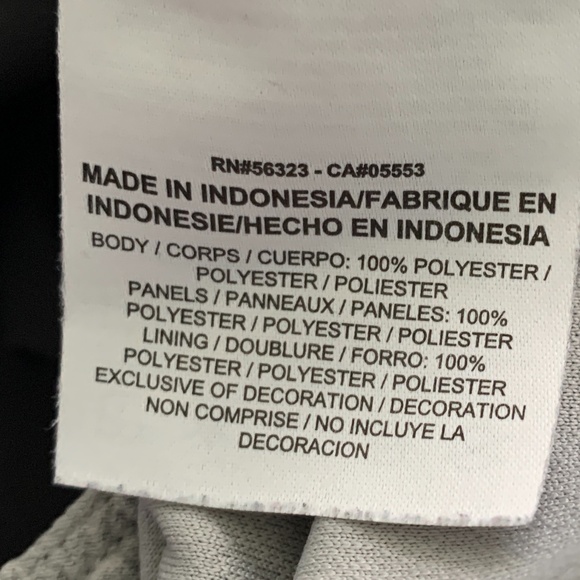 RN#56323 - CA#05553
MADE IN INDONESIA/FABRIQUE EN
INDONESIE/HECHO EN INDONESIA
BODY / CORPS / CUERPO: 100% POLYESTER /
POLYESTER / POLIESTER
PANELS / PANNEAUX / PANELES: 100%
POLYESTER / POLYESTER / POLIESTER
LINING / DOUBLURE / FORRO: 100%
POLYESTER / POLYESTER / POLIESTER
EXCLUSIVE OF DECORATION / DECORATION
NON COMPRISE / NO INCLUYE LA
DECORACION